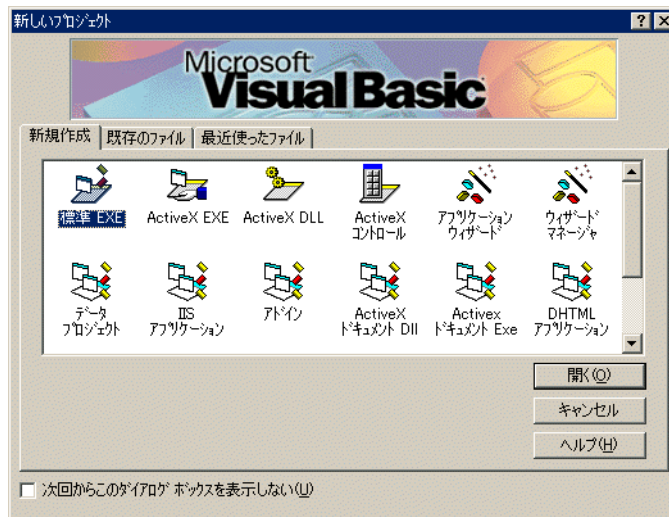 新しいプロジェクト
Microsoft
Visual Basic
新規作成 既存のファイル 最近使ったファイル
標準 EXE
ActiveX EXE
ActiveX DLL
ActiveX
コントロール
アプリケーション
ウィザード
ウィザード
マネージャ
データ
プロジェクト
IIS
アプリケーション
アドイン
ActiveX
ドキュメント Dll
Activex
ドキュメント Exe
DHTML
アプリケーション
開く(O)
キャンセル
ヘルプ(H)
次回からこのダイアログ ボックスを表示しない(U)